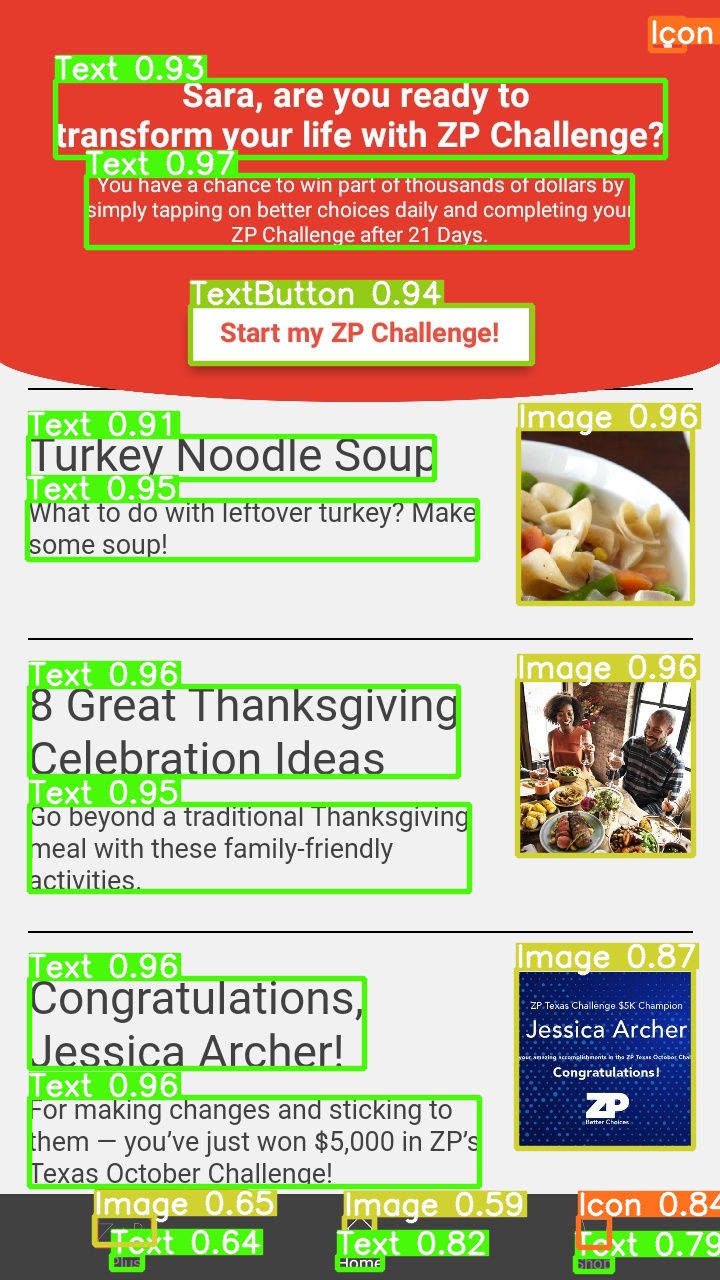 Icon
Text 0.93
Sara, are you ready to
transform your life with ZP Challenge?
Text 0.97
You have a chance to win part of thousands of dollars by
simply tapping on better choices daily and completing your
ZP Challenge after 21 Days.
TextButton 0.94
Start my ZP Challenge!
Text 0.91
Image 0.96
Turkey Noodle Soup
Text 0.95
What to do with leftover turkey? Make
some soup!
Text 0.96
Image 0.96
8 Great Thanksgiving
Celebration Ideas
Text 0.95
Go beyond a traditional Thanksgiving
meal with these family-friendly
activities.
Text 0.96
Image 0.87
Congratulations,
Jessica Archer!
ZP Texas Challenge $5K Champion
Jessica Archer
your amazing accomplishments in the ZP Texas October Chal
Congratulations!
ZP
Better Choices
Text 0.96
For making changes and sticking to
them — you’ve just won $5,000 in ZP’s
Texas October Challenge!
Image 0.65
Image 0.59
Icon 0.84
Text 0.64
Text 0.82
Text 0.79
Plus
Home
Shop